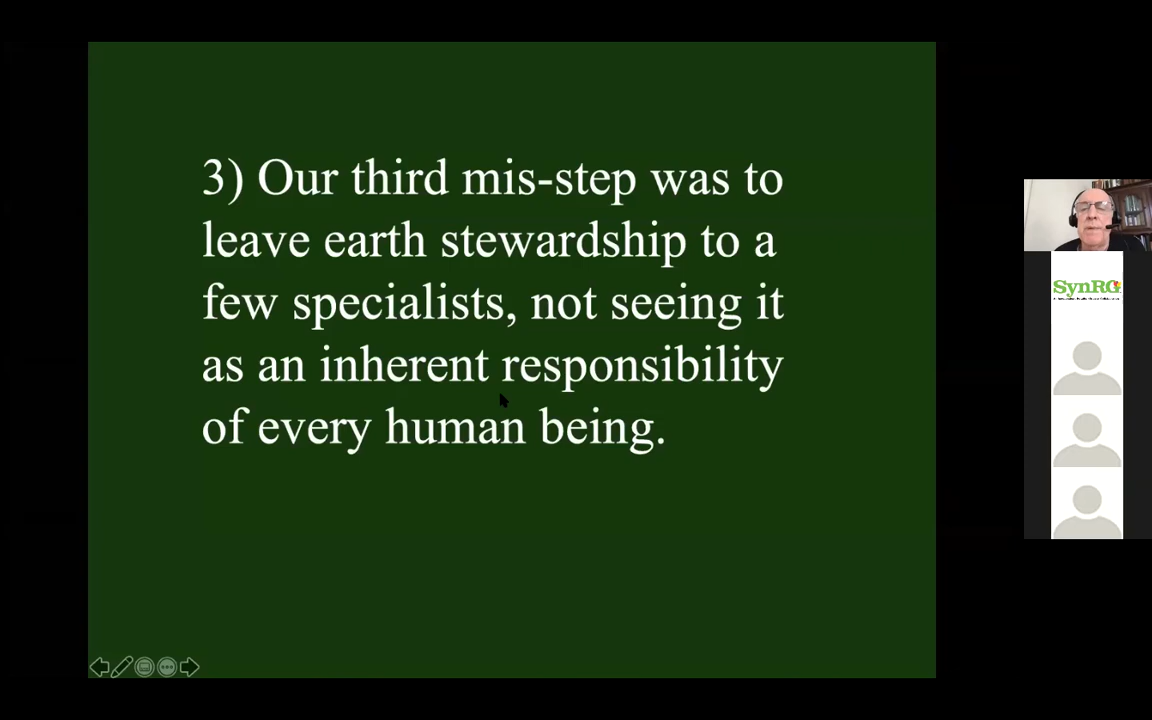 3) Our third mis-step was to
leave earth stewardship to a
few specialists, not seeing it
as an inherent responsibility
of every human being.
SynRG